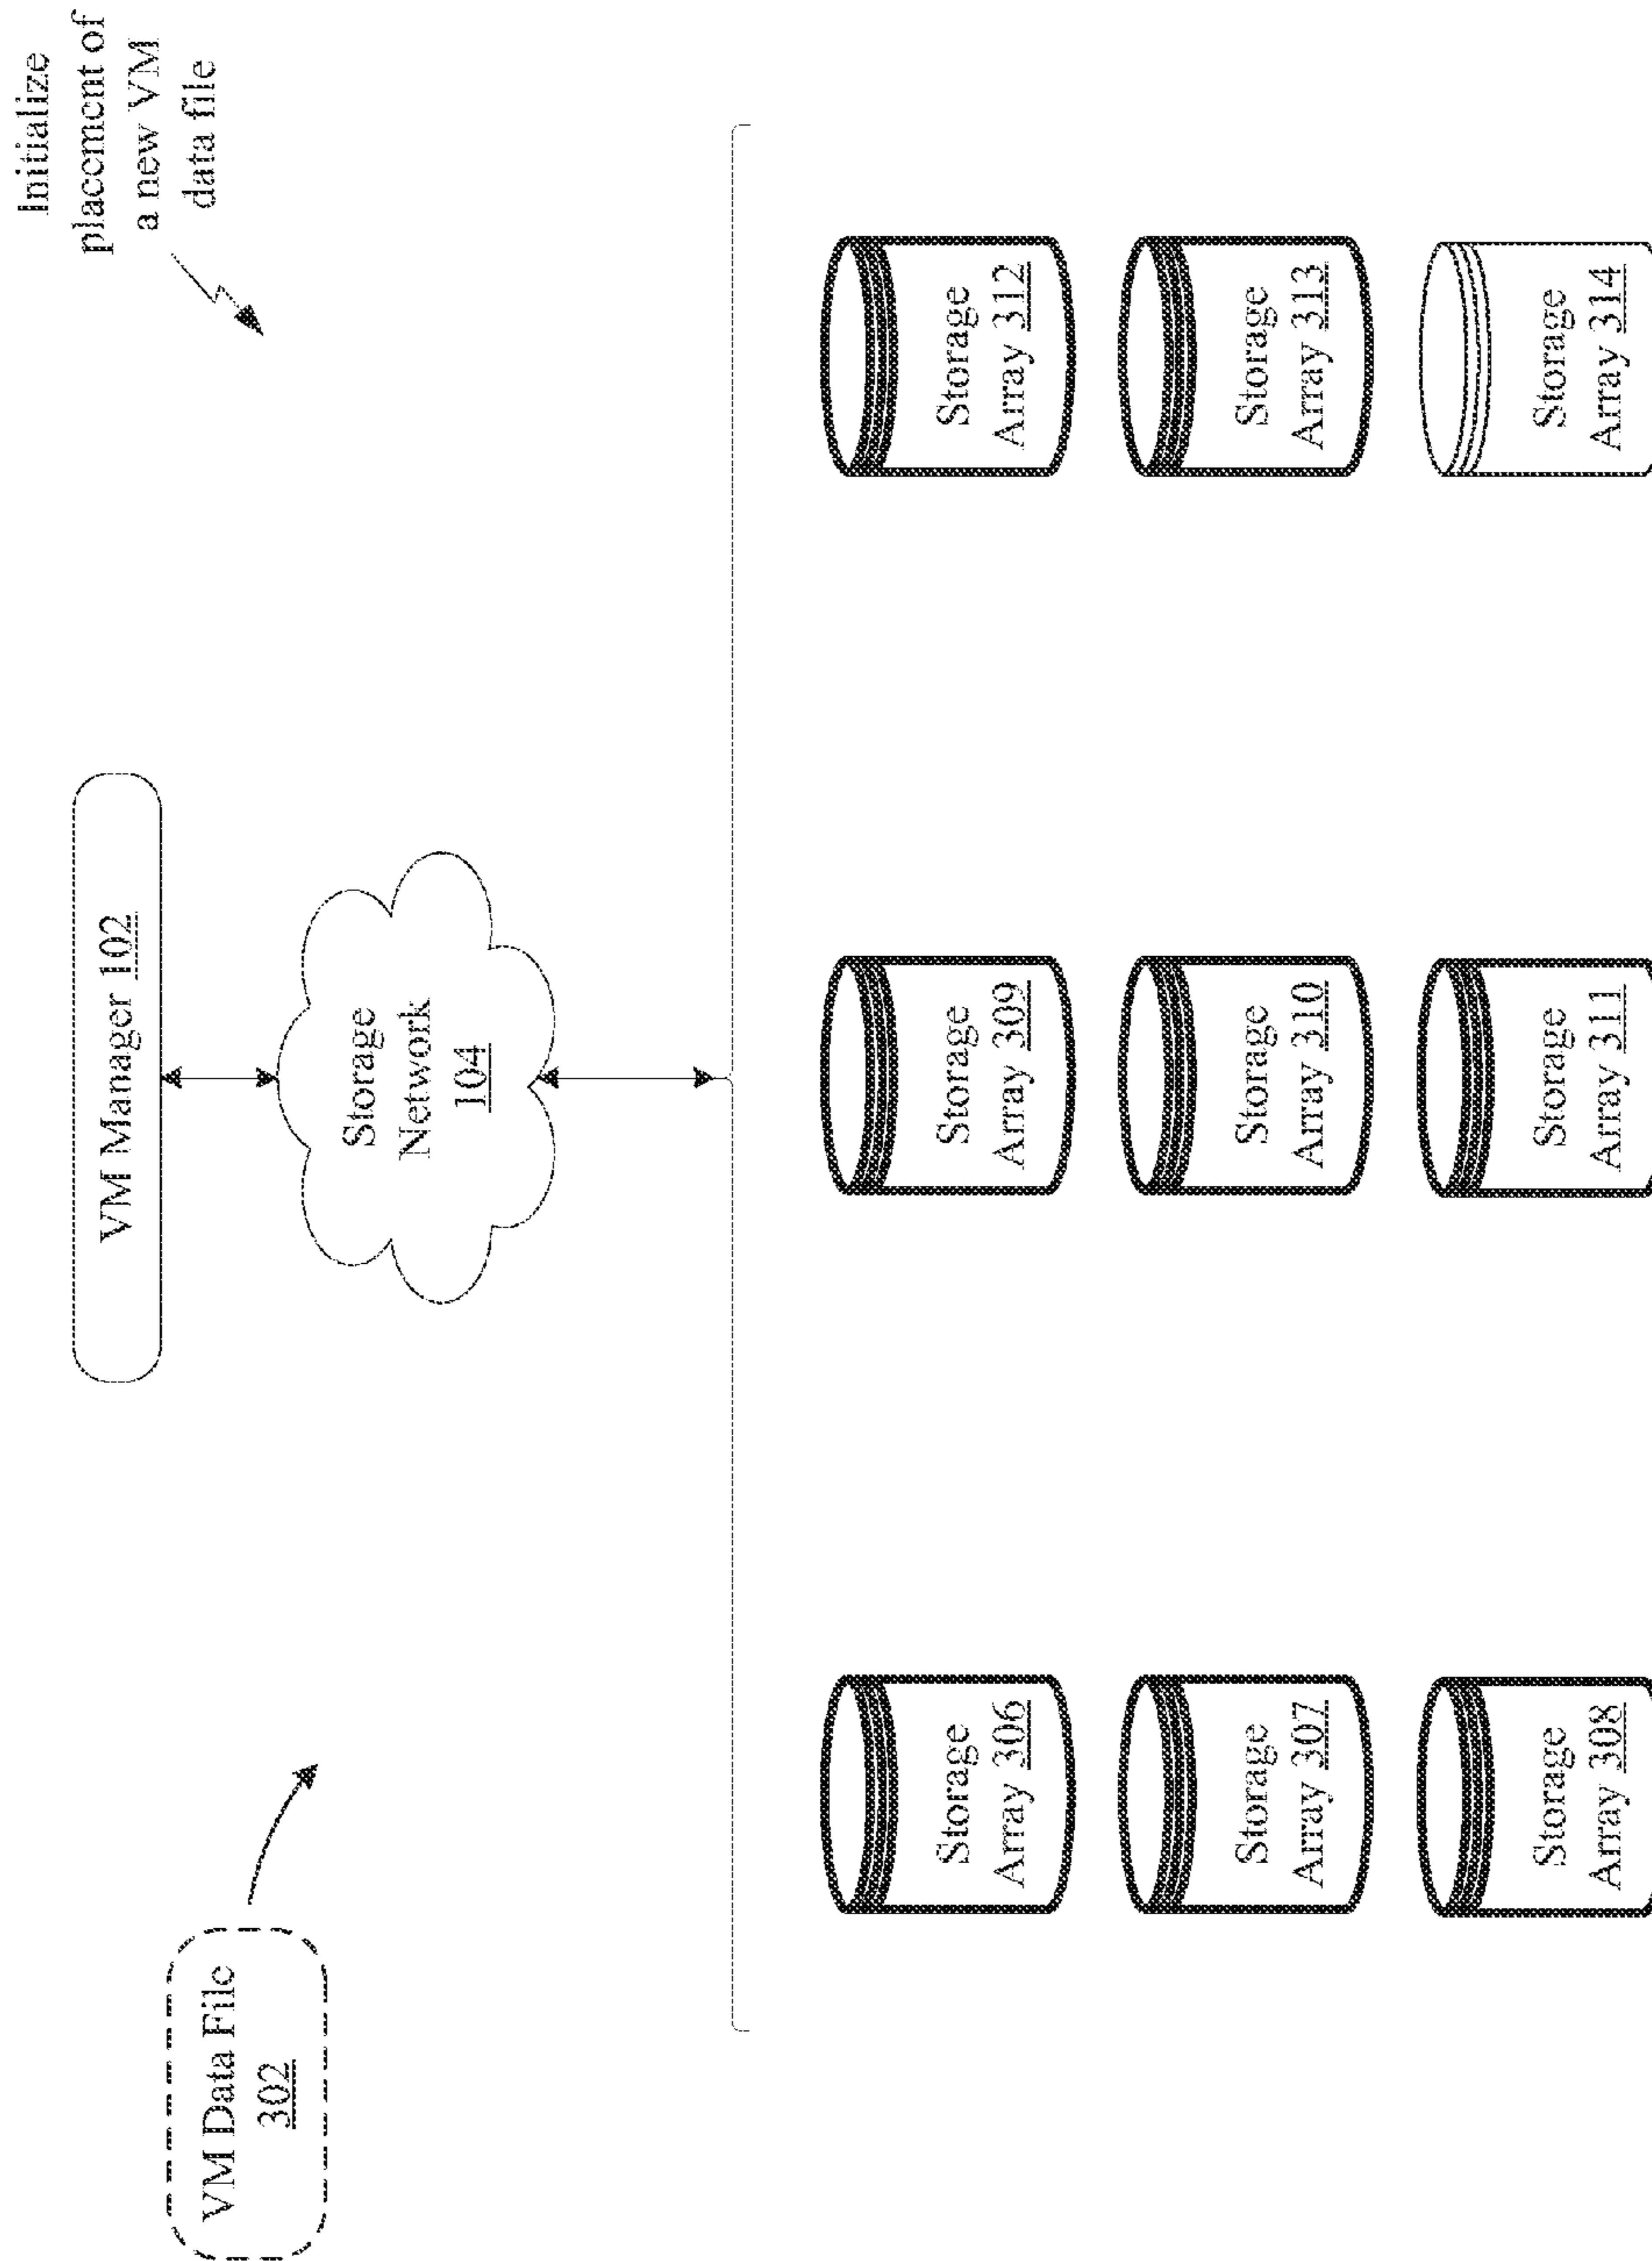 Initialize
placement of
a new VM
data file
VM Manager 102
VM Data File
302
Storage
Network
104
Storage
Array 306
Storage
Array 309
Storage
Array 312
Storage
Array 307
Storage
Array 310
Storage
Array 313
Storage
Array 308
Storage
Array 311
Storage
Array 314